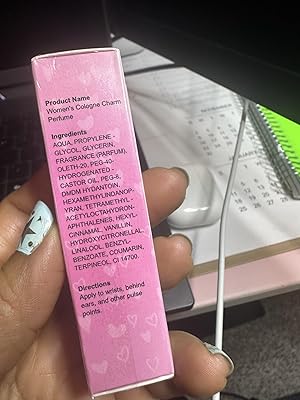 Product Name
Women's Cologne Charm
Perfume
Ingredients
AQUA, PROPYLENE -
GLYCOL, GLYCERIN,
FRAGRANCE (PARFUM),
OLETH-20, PEG-40-
HYDROGENATED -
CASTOR OIL, PEG-8,
DMDM HYDANTOIN,
HEXAMETHYLINDANOP-
YRAN, TETRAMETHYL -
ACETYLOCTAHYDRON-
APHTHALENES, HEXYL-
CINNAMAL, VANILLIN,
HYDROXYCITRONELLAL,
LINALOOL, BENZYL
BENZOATE, COUMARIN,
TERPINEOL, CI 14700.
Directions
Apply to wrists, behind
ears, and other pulse
points.
NOVEMBER